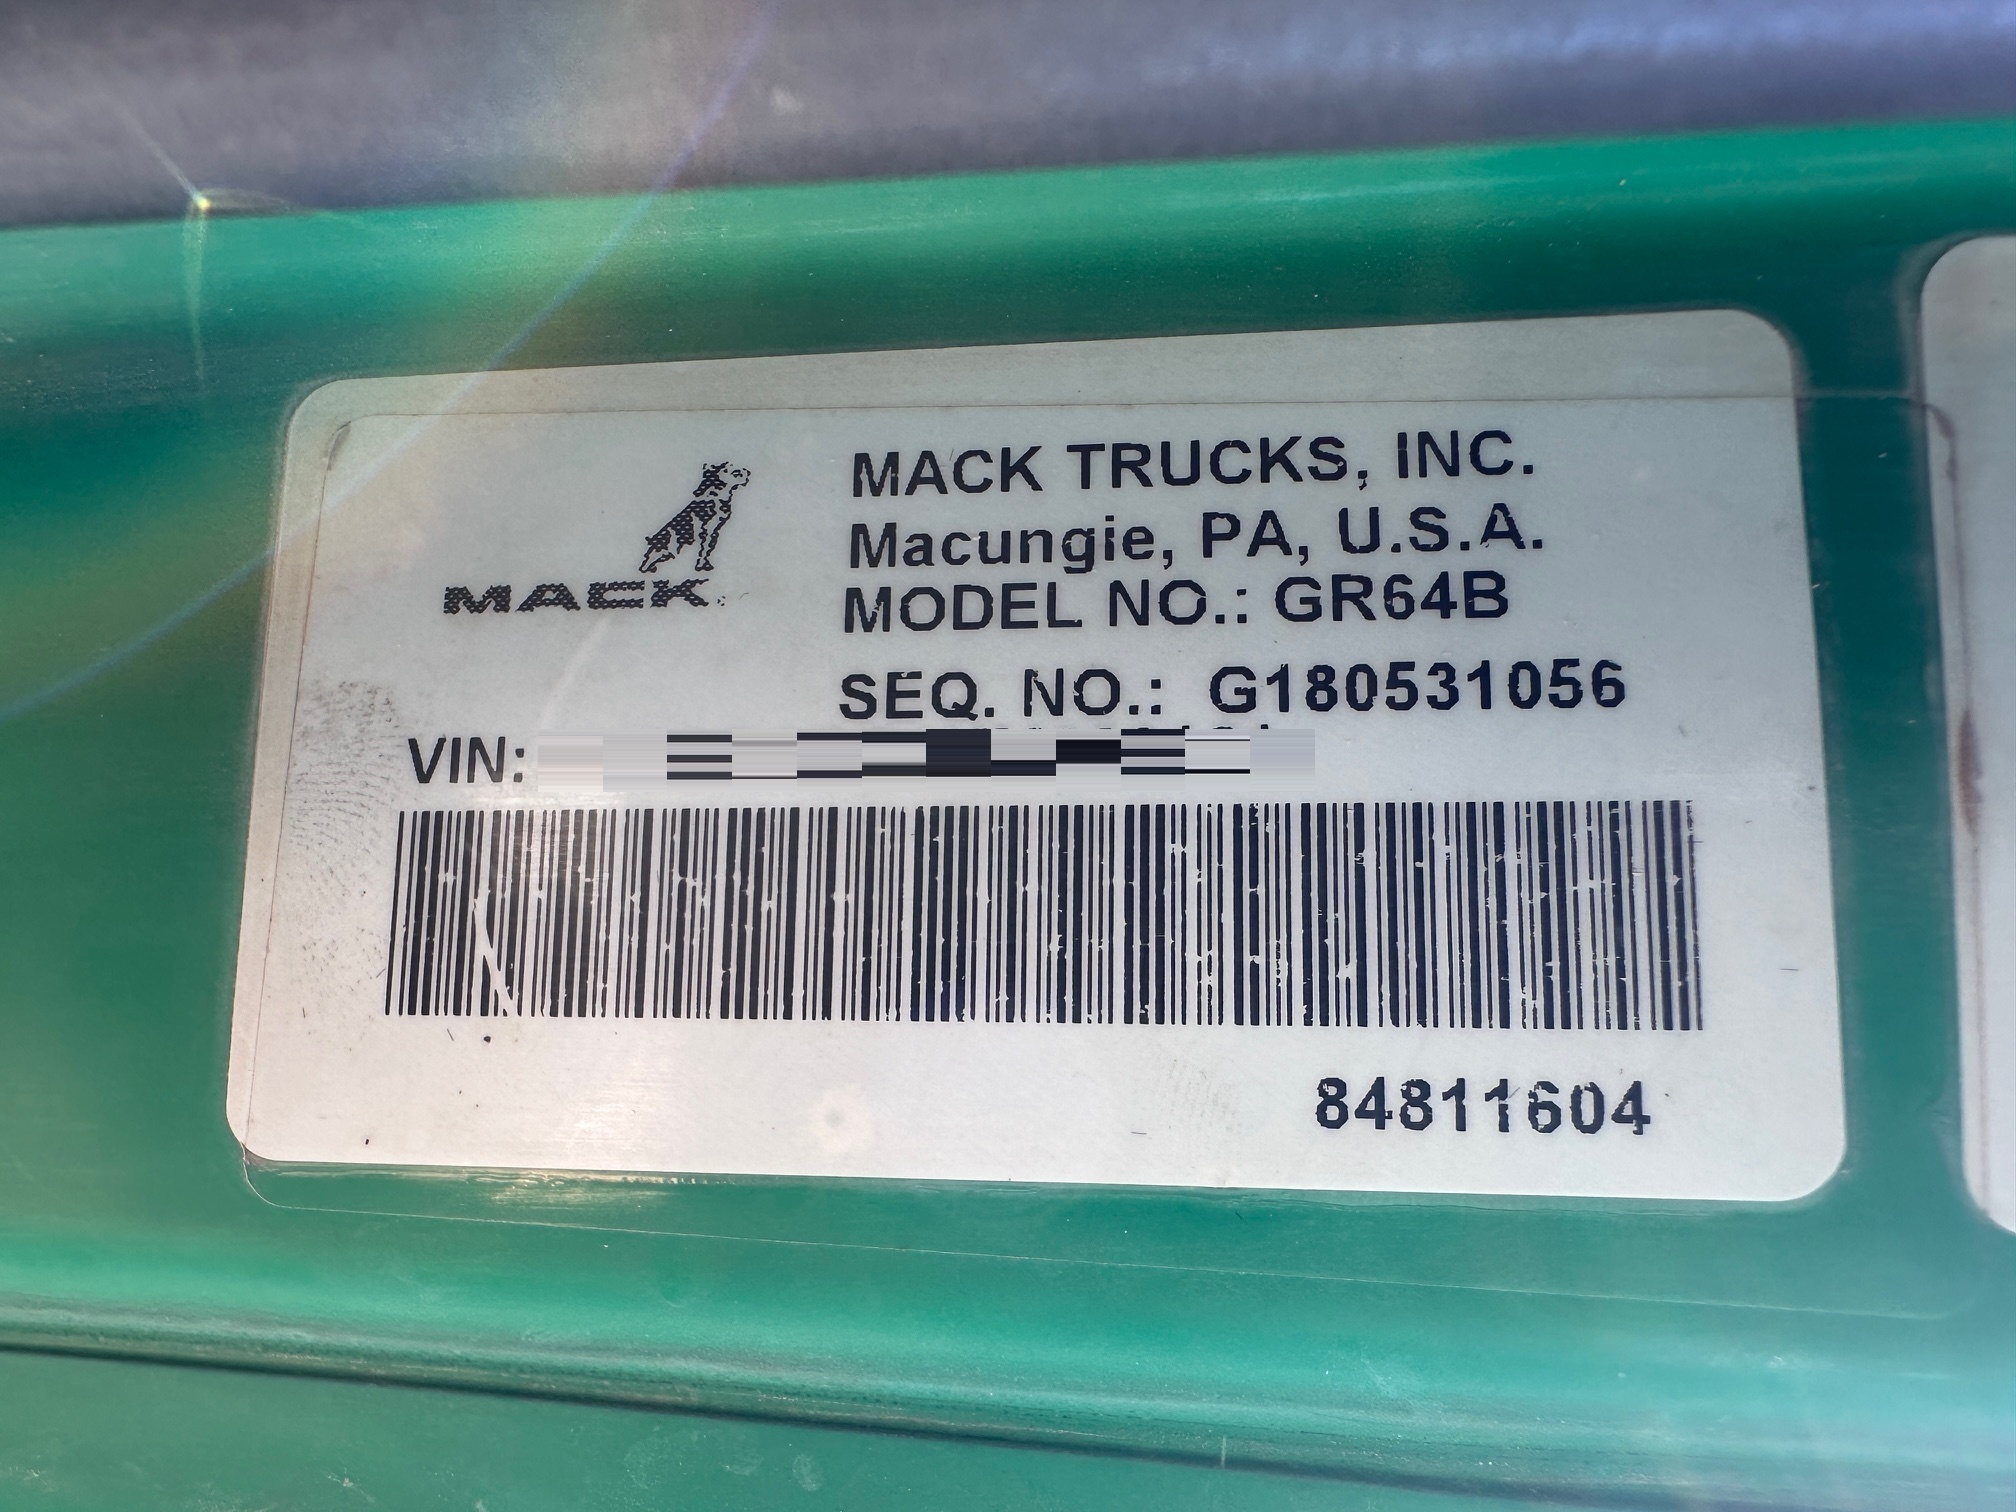 MACK
MACK TRUCKS, INC.
Macungie, PA, U.S.A.
MODEL NO.: GR64B
SEQ. NO.: G180531056
VIN:
84811604